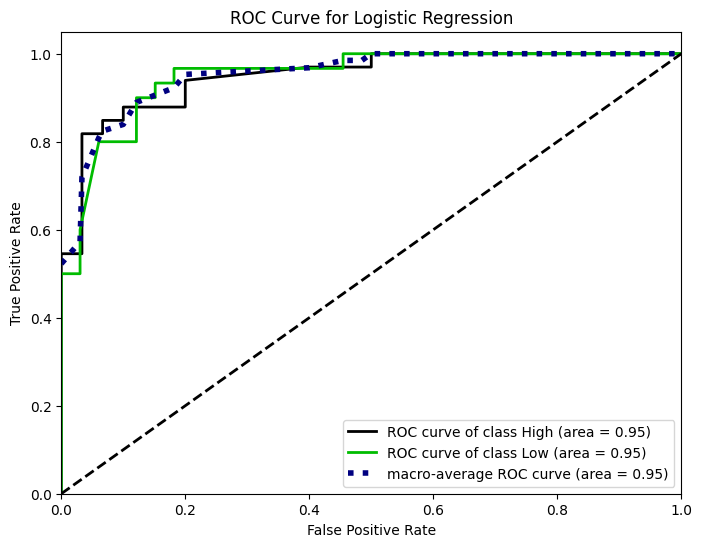 ROC Curve for Logistic Regression
True Positive Rate
1.0
0.8
0.6
0.4
0.2
0.0
0.0 0.2 0.4 0.6 0.8 1.0
False Positive Rate
ROC curve of class High (area = 0.95)
ROC curve of class Low (area = 0.95)
macro-average ROC curve (area = 0.95)